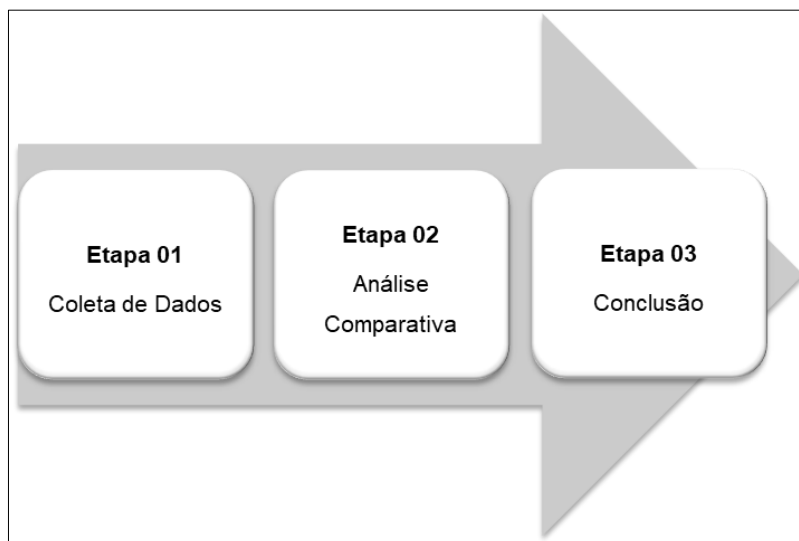 Etapa 01
Coleta de Dados
Etapa 02
Análise
Comparativa
Etapa 03
Conclusão